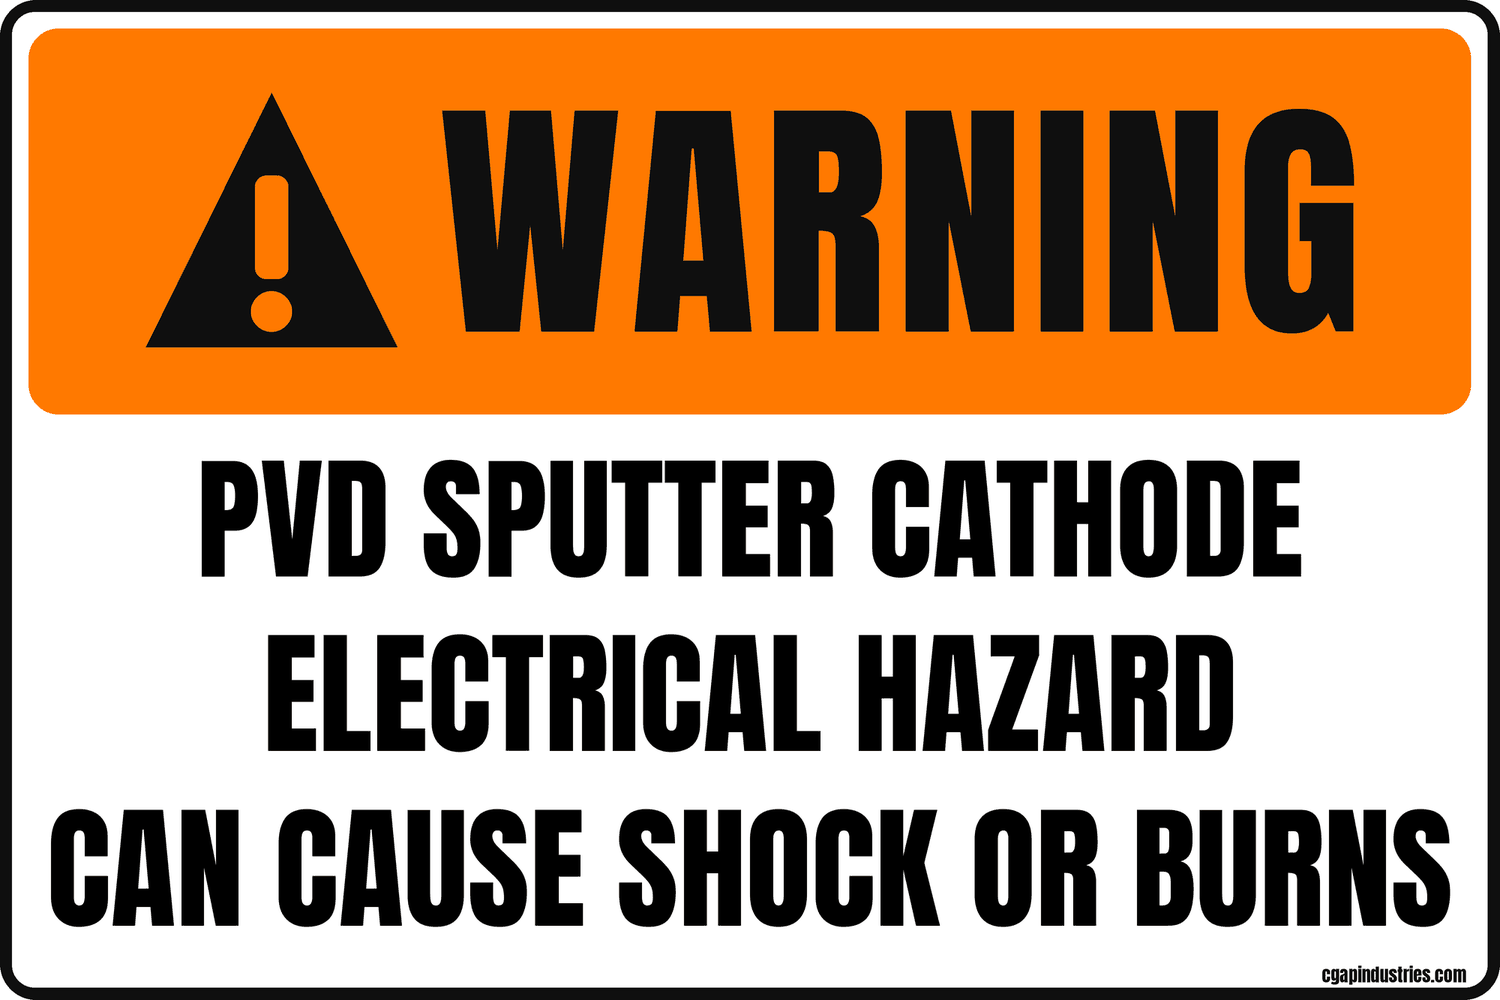 WARNING
PVD SPUTTER CATHODE
ELECTRICAL HAZARD
CAN CAUSE SHOCK OR BURNS
cgapindustries.com